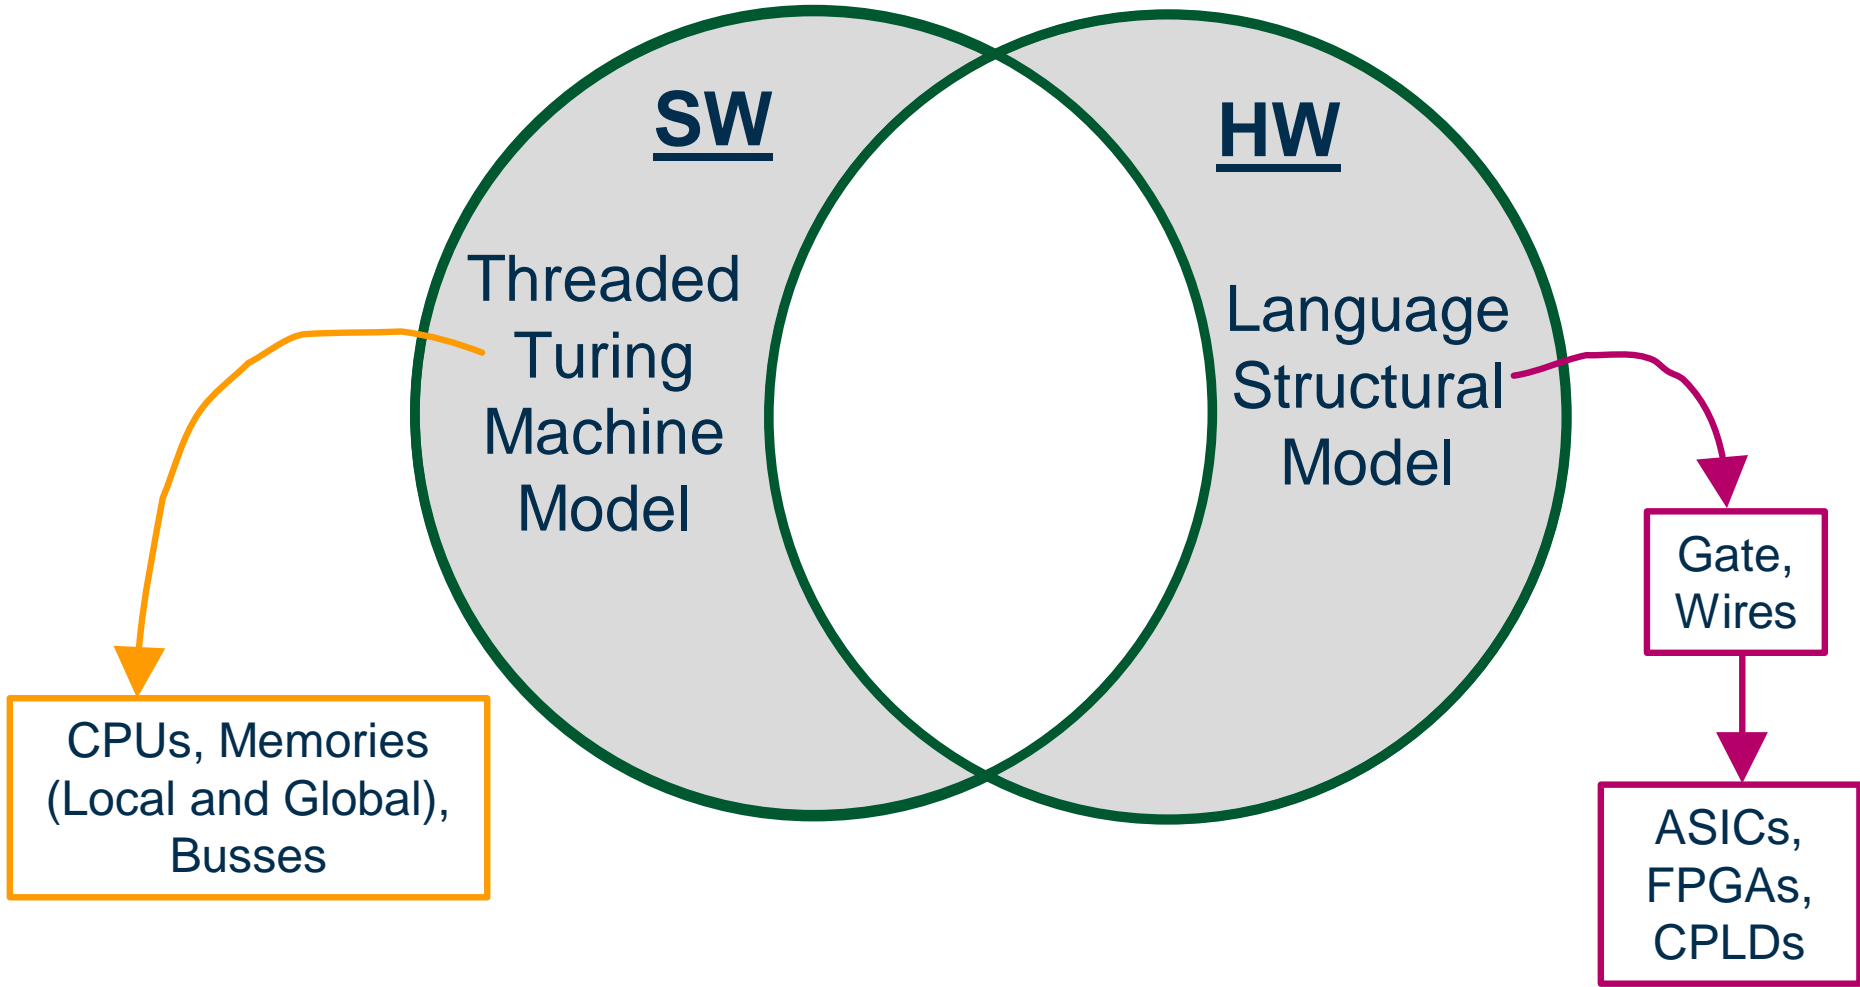 SW
Threaded
Turing
Machine
Model
HW
Language
Structural
Model
CPUs, Memories
(Local and Global),
Busses
Gate,
Wires
ASICs,
FPGAs,
CPLDs